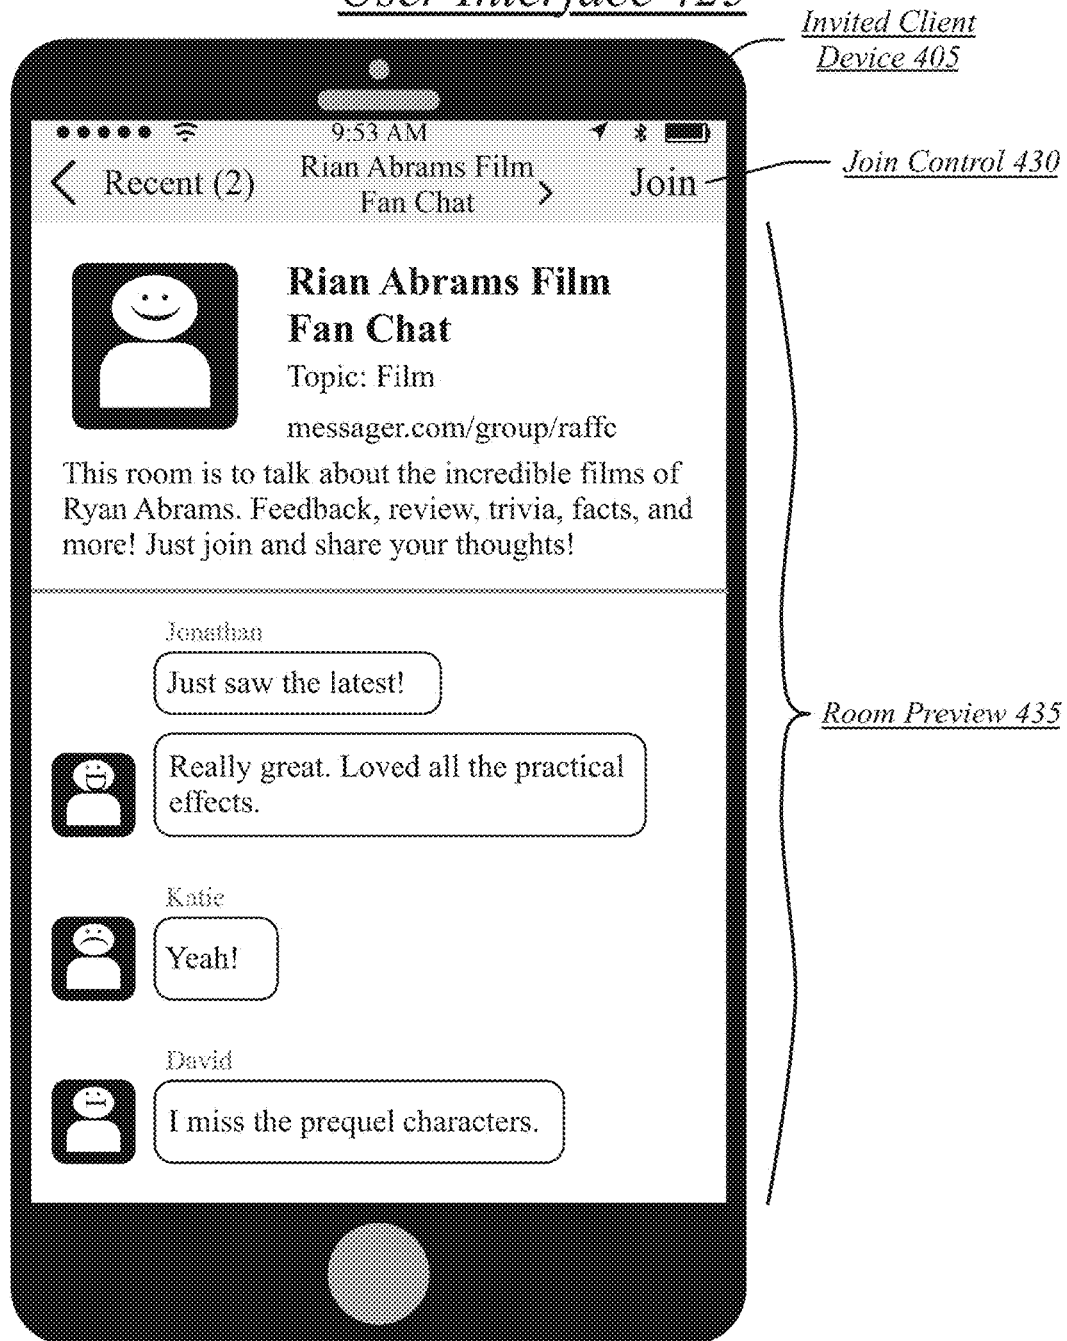 User Interface 425
Invited Client
Device 405
9:53 AM
Recent (2)
Rian Abrams Film
Fan Chat
Join
Join Control 430
Rian Abrams Film
Fan Chat
Topic: Film
messager.com/group/raffc
This room is to talk about the incredible films of
Ryan Abrams. Feedback, review, trivia, facts, and
more! Just join and share your thoughts!
Jonathan
Just saw the latest!
Really great. Loved all the practical
effects.
Room Preview 435
Katie
Yeah!
David
I miss the prequel characters.